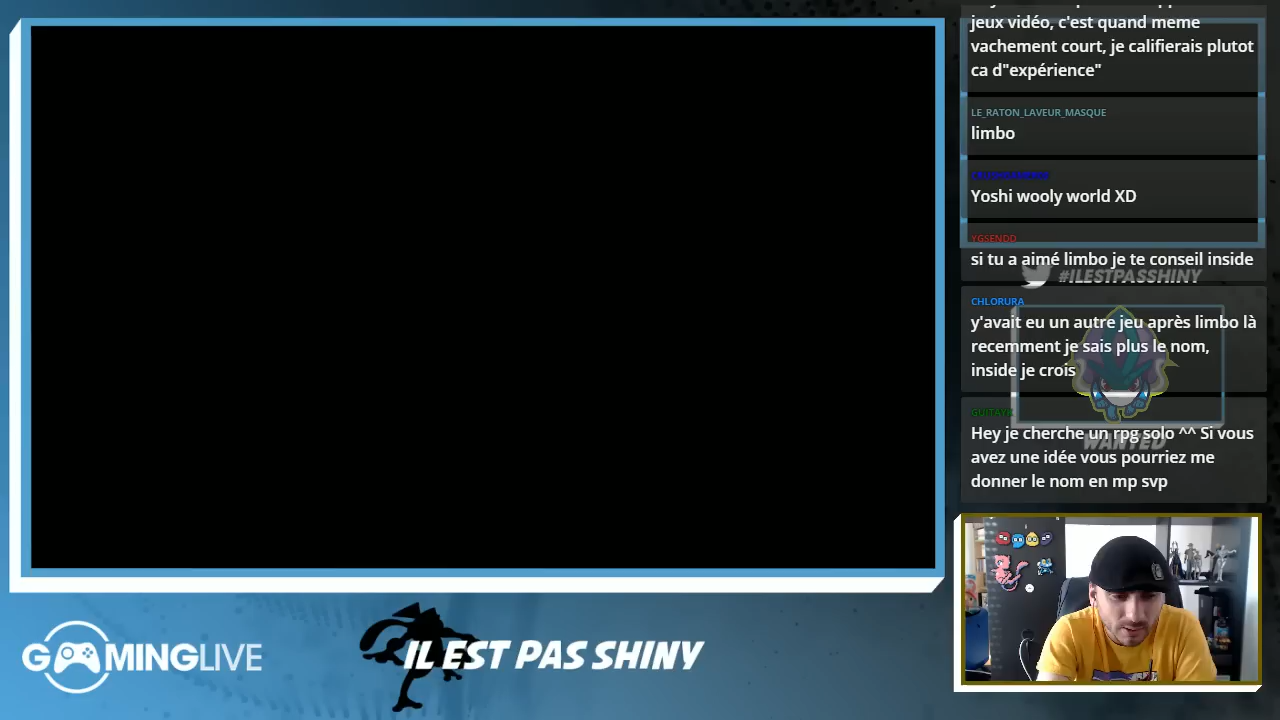 jeux vidéo, c'est quand meme
vachement court, je califierais plutot
ca d"expérience"
LE_RATON_LAVEUR_MASQUE
limbo
Yoshi wooly world XD
YGSENDD
si tu a aimé limbo je te conseil inside
#ILESTPASSHINY
CHLORURA
y'avait eu un autre jeu après limbo là
recemment je sais plus le nom,
inside je crois
Hey je cherche un rpg solo ^^ Si vous
avez une idée vous pourriez me
donner le nom en mp svp
WANTED
GAMINGLIVE
IL EST PAS SHINY